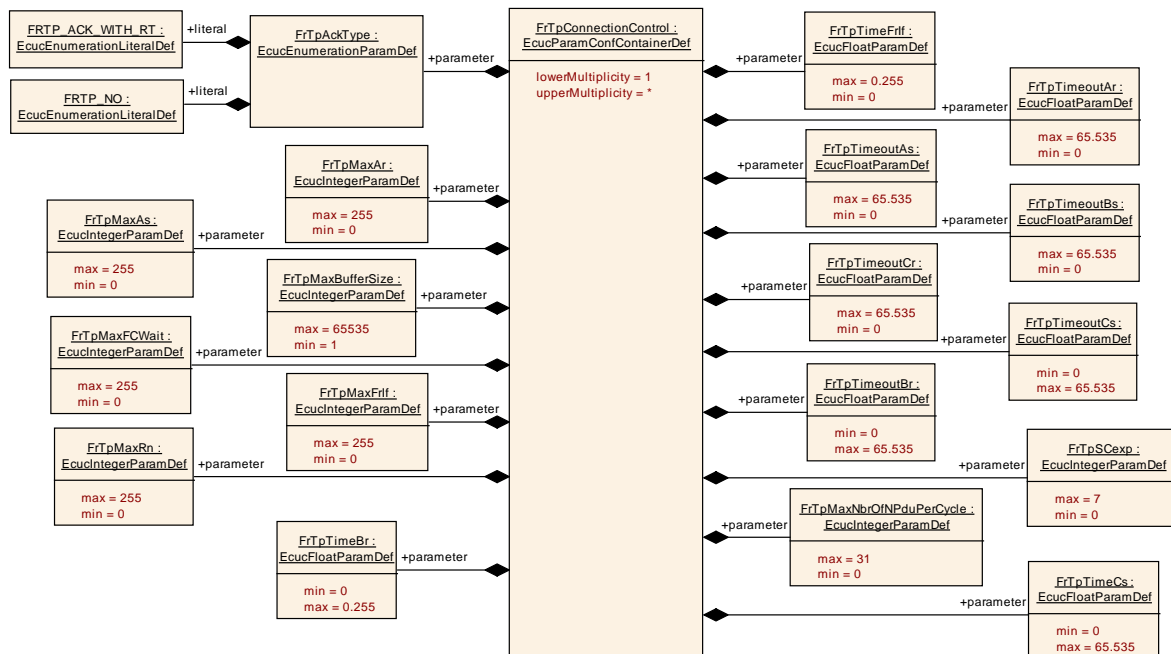 FRTP_ACK_WITH_RT :
EcucEnumerationLiteralDef
+literal
FrTpAckType :
EcucEnumerationParamDef
+parameter
FRTP_NO :
EcucEnumerationLiteralDef
+literal
FrTpConnectionControl :
EcucParamConfContainerDef
lowerMultiplicity = 1
upperMultiplicity = *
FrTpMaxAr :
EcucIntegerParamDef
max = 255
min = 0
+parameter
FrTpMaxAs :
EcucIntegerParamDef
max = 255
min = 0
+parameter
FrTpMaxBufferSize :
EcucIntegerParamDef
max = 65535
min = 1
+parameter
FrTpMaxFCWait :
EcucIntegerParamDef
max = 255
min = 0
+parameter
FrTpMaxFrIf :
EcucIntegerParamDef
max = 255
min = 0
+parameter
FrTpMaxRn :
EcucIntegerParamDef
max = 255
min = 0
+parameter
FrTpTimeBr :
EcucFloatParamDef
min = 0
max = 0.255
+parameter
+parameter
FrTpTimeFrIf :
EcucFloatParamDef
max = 0.255
min = 0
+parameter
FrTpTimeoutAr :
EcucFloatParamDef
max = 65.535
min = 0
+parameter
FrTpTimeoutAs :
EcucFloatParamDef
max = 65.535
min = 0
+parameter
FrTpTimeoutBs :
EcucFloatParamDef
max = 65.535
min = 0
+parameter
FrTpTimeoutCr :
EcucFloatParamDef
max = 65.535
min = 0
+parameter
FrTpTimeoutCs :
EcucFloatParamDef
min = 0
max = 65.535
+parameter
FrTpTimeoutBr :
EcucFloatParamDef
min = 0
max = 65.535
+parameter
FrTpSCexp :
EcucIntegerParamDef
max = 7
min = 0
+parameter
FrTpMaxNbrOfNPduPerCycle :
EcucIntegerParamDef
max = 31
min = 0
+parameter
FrTpTimeCs :
EcucFloatParamDef
min = 0
max = 65.535